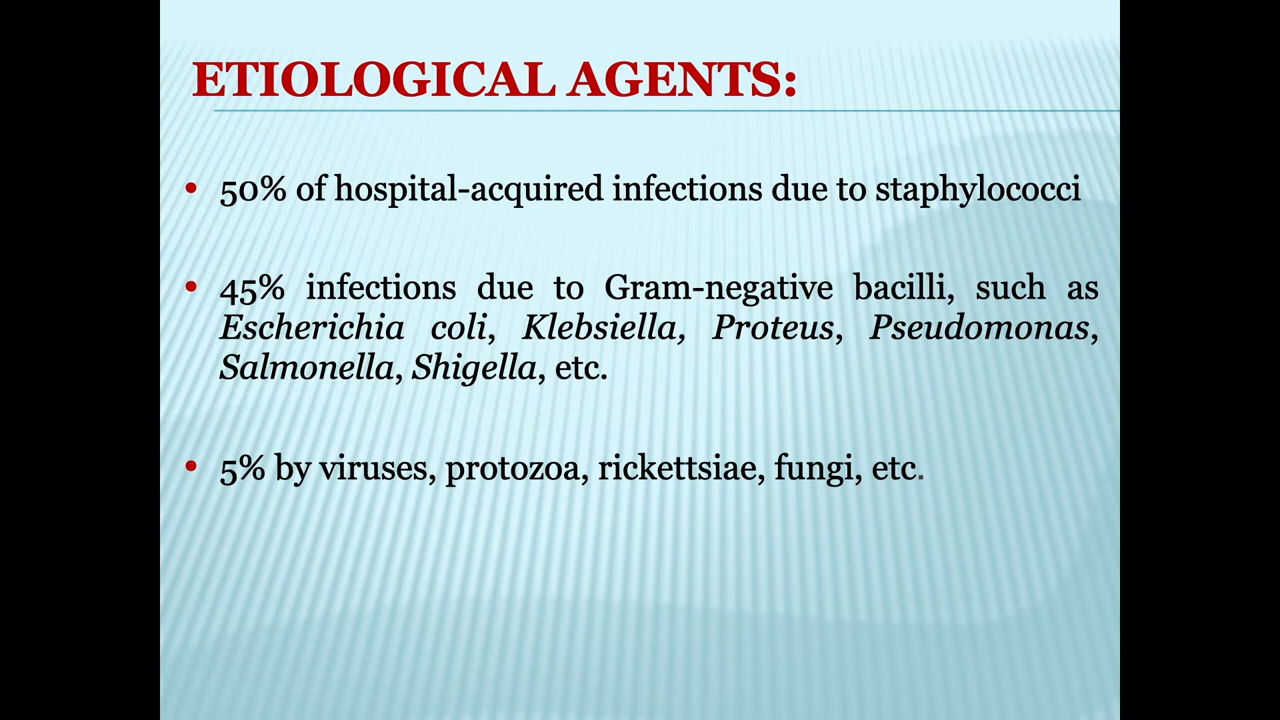 ETIOLOGICAL AGENTS:
• 50% of hospital-acquired infections due to staphylococci
• 45% infections due to Gram-negative bacilli, such as
Escherichia coli, Klebsiella, Proteus, Pseudomonas,
Salmonella, Shigella, etc.
• 5% by viruses, protozoa, rickettsiae, fungi, etc.